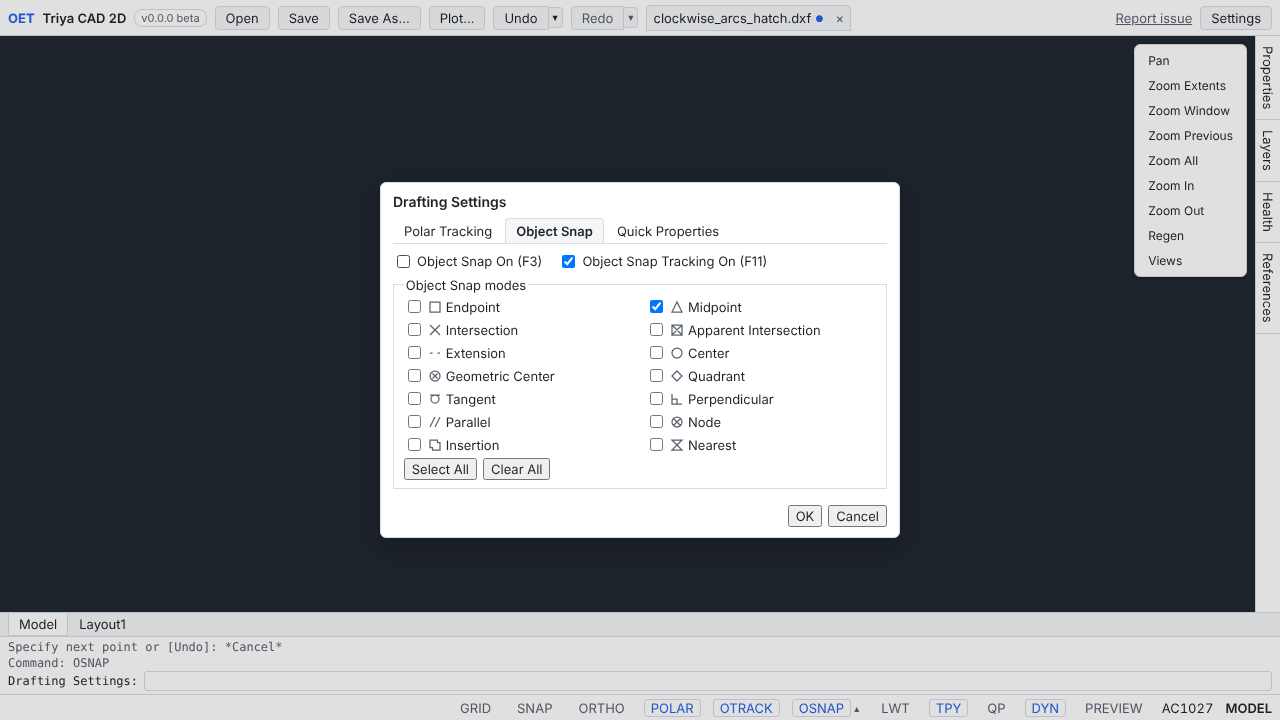 OET Triya CAD 2D v0.0.0 beta Open Save Save As... Plot... Undo ▾ Redo ▾ clockwise_arcs_hatch.dxf ● × Report issue Settings
Pan
Zoom Extents
Zoom Window
Zoom Previous
Zoom All
Zoom In
Zoom Out
Regen
Views
Properties
Layers
Health
References
Drafting Settings
Polar Tracking Object Snap Quick Properties
Object Snap On (F3) Object Snap Tracking On (F11)
Object Snap modes
Endpoint Midpoint
Intersection Apparent Intersection
Extension Center
Geometric Center Quadrant
Tangent Perpendicular
Parallel Node
Insertion Nearest
Select All Clear All
OK Cancel
Model Layout1
Specify next point or [Undo]: *Cancel*
Command: OSNAP
Drafting Settings:
GRID SNAP ORTHO POLAR OTRACK OSNAP ▴ LWT TPY QP DYN PREVIEW AC1027 MODEL